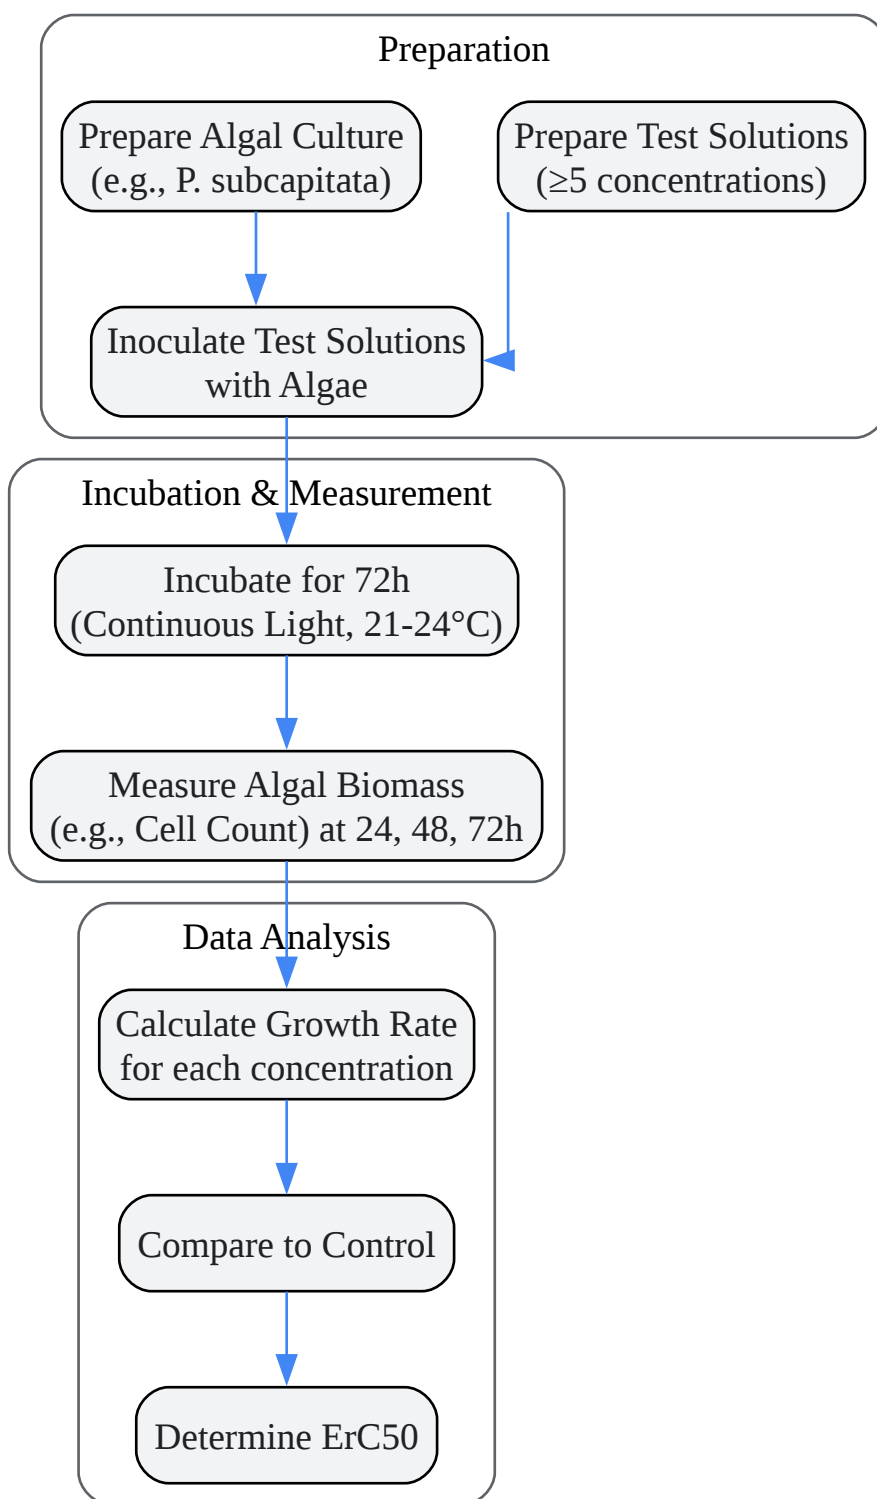 Preparation
Prepare Algal Culture
(e.g., P. subcapitata)
Prepare Test Solutions
(≥5 concentrations)
Inoculate Test Solutions
with Algae
Incubation & Measurement
Incubate for 72h
(Continuous Light, 21-24°C)
Measure Algal Biomass
(e.g., Cell Count) at 24, 48, 72h
Data Analysis
Calculate Growth Rate
for each concentration
Compare to Control
Determine ErC50